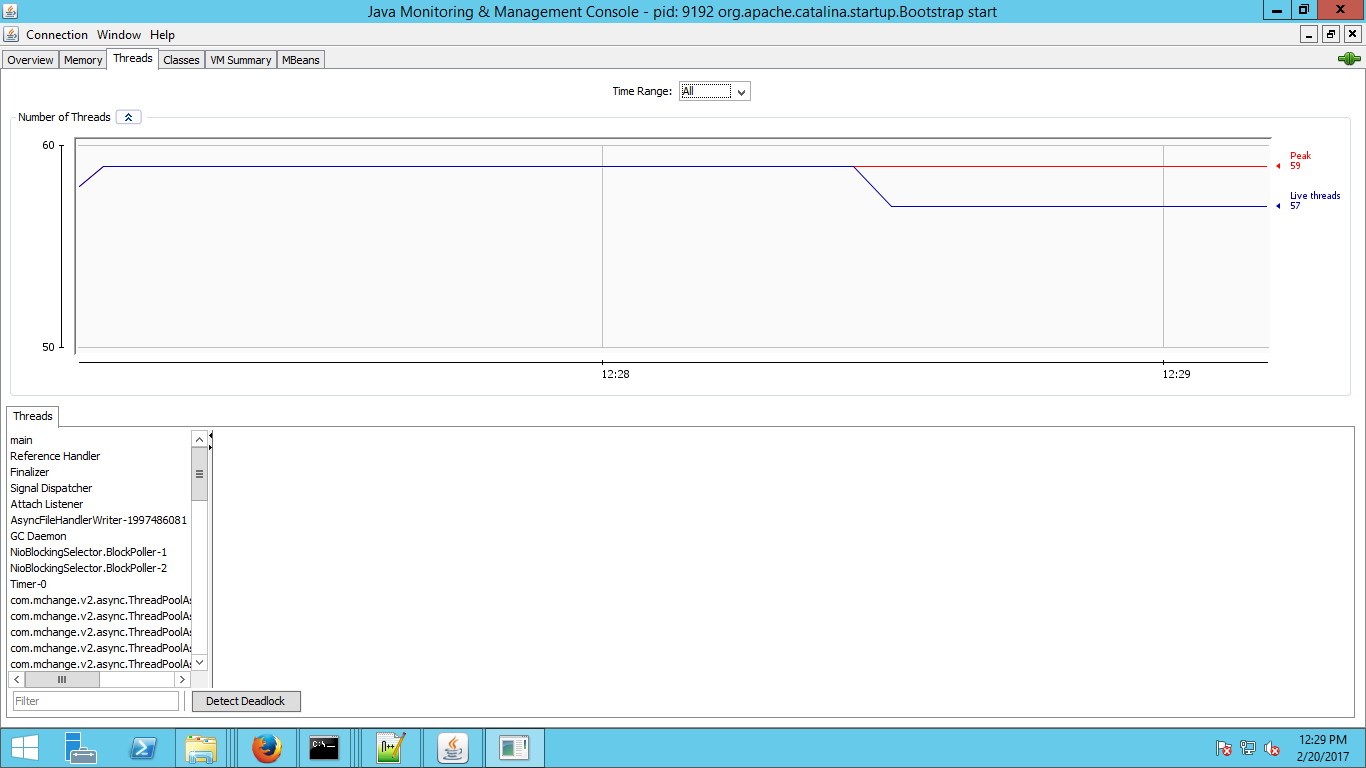 Java Monitoring & Management Console - pid: 9192 org.apache.catalina.startup.Bootstrap start
Connection Window Help
Overview Memory Threads Classes VM Summary MBeans
Time Range: All
Number of Threads
60
Peak
59
Live threads
57
50
12:28 12:29
Threads
main
Reference Handler
Finalizer
Signal Dispatcher
Attach Listener
AsyncFileHandlerWriter-1997486081
GC Daemon
NioBlockingSelector.BlockPoller-1
NioBlockingSelector.BlockPoller-2
Timer-0
com.mchange.v2.async.ThreadPoolAs
com.mchange.v2.async.ThreadPoolAs
com.mchange.v2.async.ThreadPoolAs
com.mchange.v2.async.ThreadPoolAs
com.mchange.v2.async.ThreadPoolAs
Filter Detect Deadlock
12:29 PM
2/20/2017